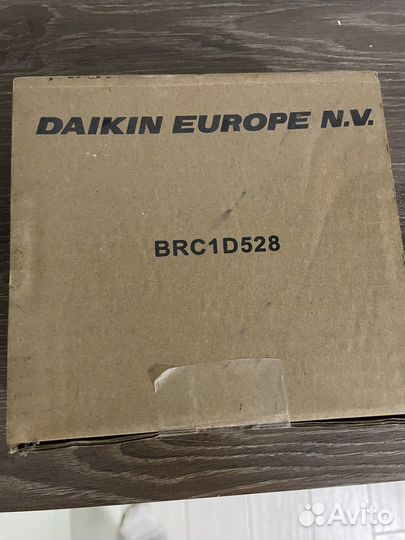 DAIKIN EUROPE N.V.
BRC1D528
Avito